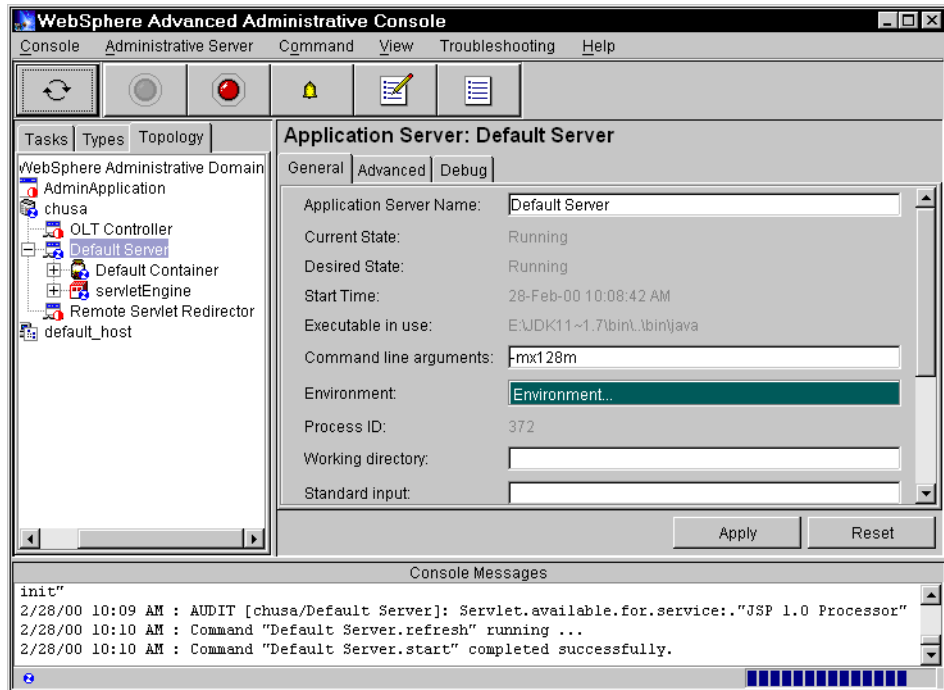 WebSphere Advanced Administrative Console
Console Administrative Server Command View Troubleshooting Help
Tasks Types Topology
WebSphere Administrative Domain
AdminApplication
chusa
OLT Controller
Default Server
Default Container
servletEngine
Remote Servlet Redirector
default_host
Application Server: Default Server
General Advanced Debug
Application Server Name: Default Server
Current State: Running
Desired State: Running
Start Time: 28-Feb-00 10:08:42 AM
Executable in use: E:\JDK11~1.7\bin\..\bin\java
Command line arguments: -mx128m
Environment: Environment...
Process ID: 372
Working directory:
Standard input:
Apply Reset
Console Messages
init"
2/28/00 10:09 AM : AUDIT [chusa/Default Server]: Servlet.available.for.service:."JSP 1.0 Processor"
2/28/00 10:10 AM : Command "Default Server.refresh" running ...
2/28/00 10:10 AM : Command "Default Server.start" completed successfully.